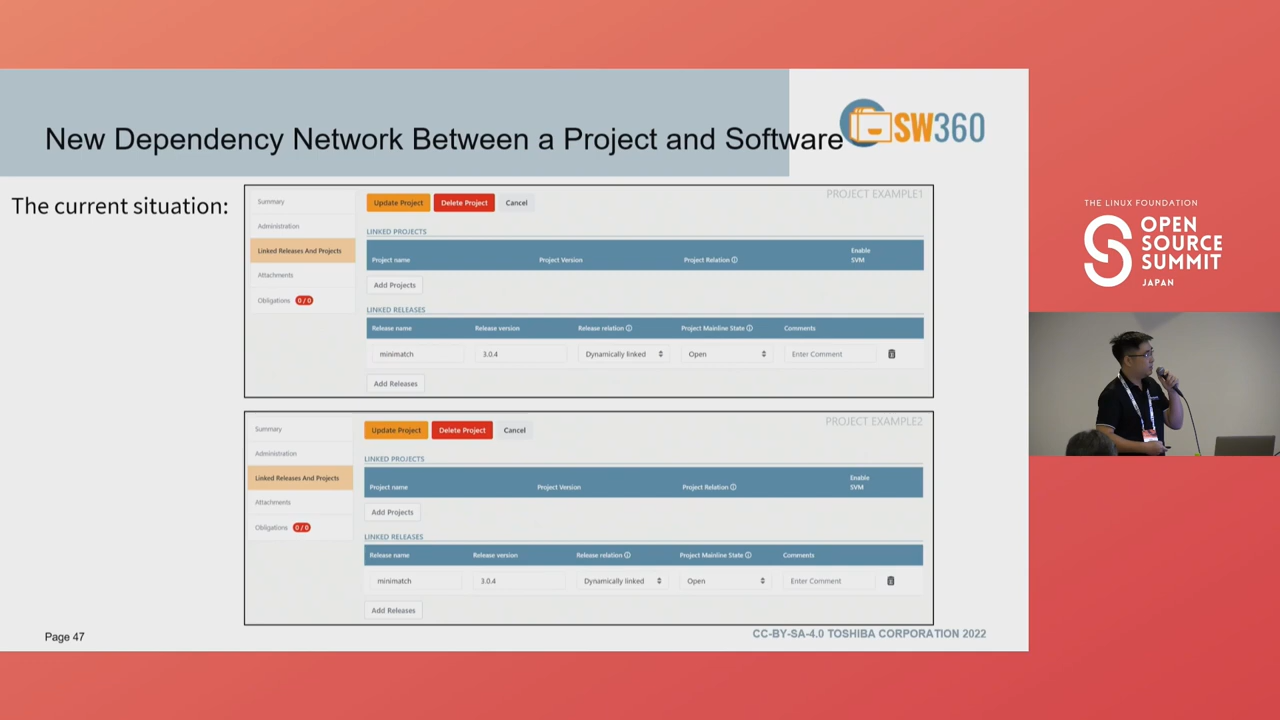 New Dependency Network Between a Project and Software
SW360
The current situation:
PROJECT EXAMPLE1
Summary
Administration
Linked Releases And Projects
Attachments
Obligations 0 / 0
Update Project Delete Project Cancel
LINKED PROJECTS
Project name Project Version Project Relation Enable SVM
Add Projects
LINKED RELEASES
Release name Release version Release relation Project Mainline State Comments
minimatch 3.0.4 Dynamically linked Open Enter Comment
Add Releases
PROJECT EXAMPLE2
Summary
Administration
Linked Releases And Projects
Attachments
Obligations 0 / 0
Update Project Delete Project Cancel
LINKED PROJECTS
Project name Project Version Project Relation Enable SVM
Add Projects
LINKED RELEASES
Release name Release version Release relation Project Mainline State Comments
minimatch 3.0.4 Dynamically linked Open Enter Comment
Add Releases
Page 47
CC-BY-SA-4.0 TOSHIBA CORPORATION 2022
THE LINUX FOUNDATION
OPEN
SOURCE
SUMMIT
JAPAN